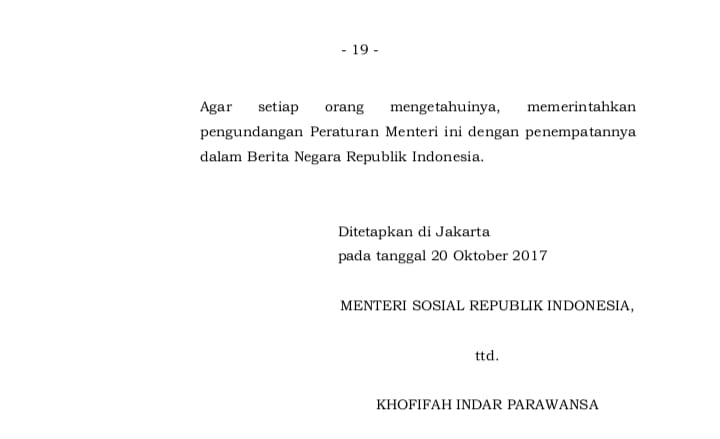 - 19 -
Agar setiap orang mengetahuinya, memerintahkan
pengundangan Peraturan Menteri ini dengan penempatannya
dalam Berita Negara Republik Indonesia.
Ditetapkan di Jakarta
pada tanggal 20 Oktober 2017
MENTERI SOSIAL REPUBLIK INDONESIA,
ttd.
KHOFIFAH INDAR PARAWANSA